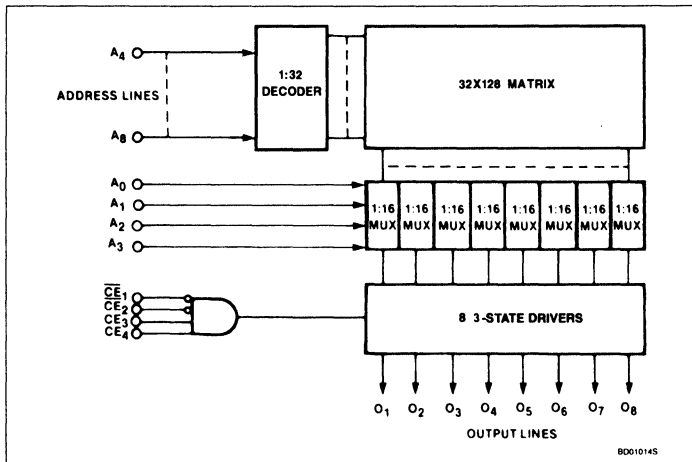 A4
1:32
DECODER
32X128 MATRIX
ADDRESS LINES
A8
A0
A1
A2
A3
1:16 MUX
1:16 MUX
1:16 MUX
1:16 MUX
1:16 MUX
1:16 MUX
1:16 MUX
1:16 MUX
C̅E̅1
C̅E̅2
CE3
CE4
8 3-STATE DRIVERS
O1 O2 O3 O4 O5 O6 O7 O8
OUTPUT LINES
BD01014S